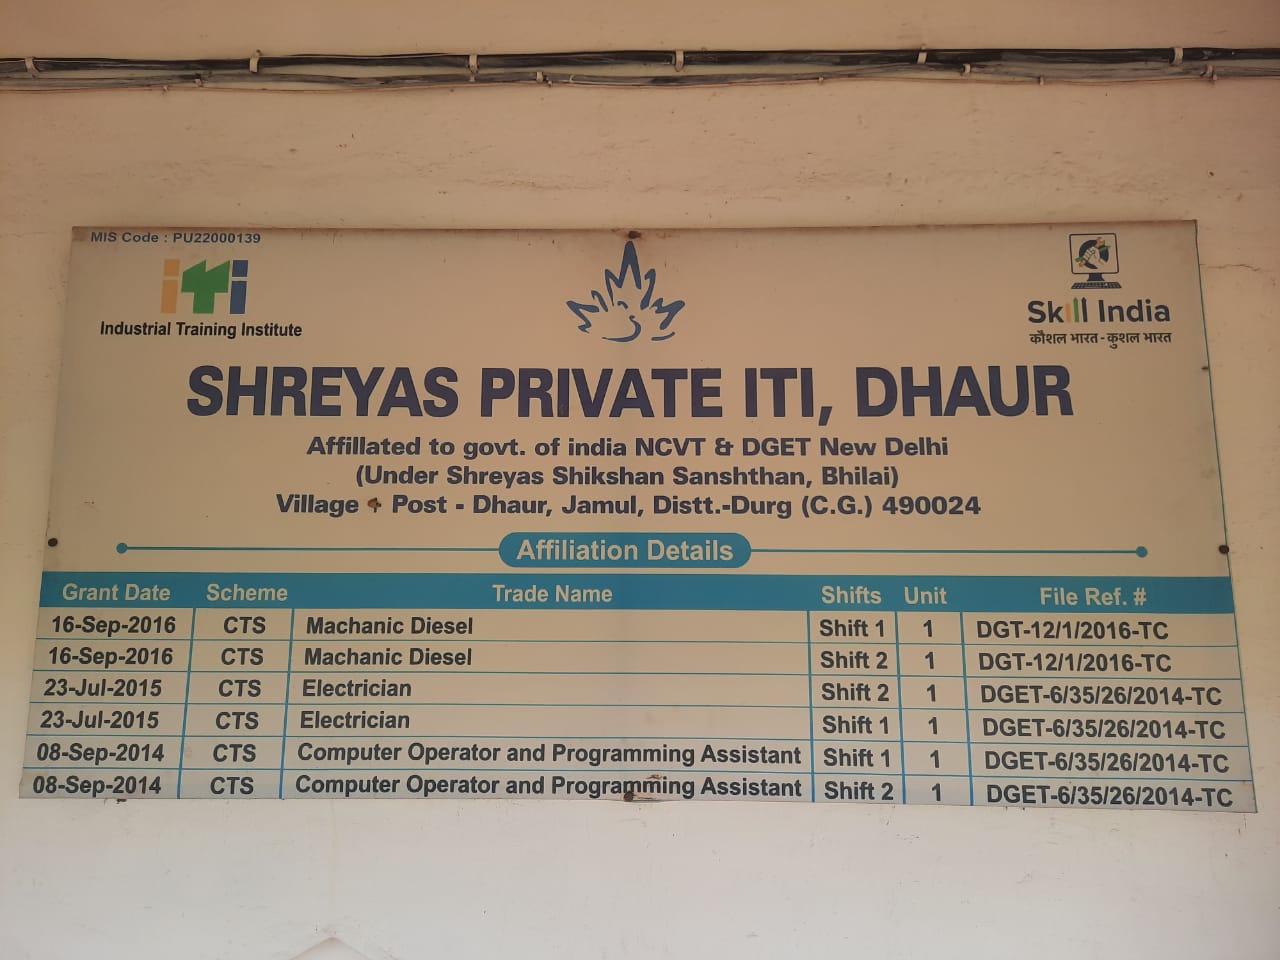 MIS Code : PU22000139
iTi
Industrial Training Institute
Skill India
कौशल भारत - कुशल भारत
SHREYAS PRIVATE ITI, DHAUR
Affillated to govt. of india NCVT & DGET New Delhi
(Under Shreyas Shikshan Sanshthan, Bhilai)
Village Post - Dhaur, Jamul, Distt.-Durg (C.G.) 490024
Affiliation Details
Grant Date Scheme Trade Name Shifts Unit File Ref. #
16-Sep-2016 CTS Machanic Diesel Shift 1 1 DGT-12/1/2016-TC
16-Sep-2016 CTS Machanic Diesel Shift 2 1 DGT-12/1/2016-TC
23-Jul-2015 CTS Electrician Shift 2 1 DGET-6/35/26/2014-TC
23-Jul-2015 CTS Electrician Shift 1 1 DGET-6/35/26/2014-TC
08-Sep-2014 CTS Computer Operator and Programming Assistant Shift 1 1 DGET-6/35/26/2014-TC
08-Sep-2014 CTS Computer Operator and Programming Assistant Shift 2 1 DGET-6/35/26/2014-TC